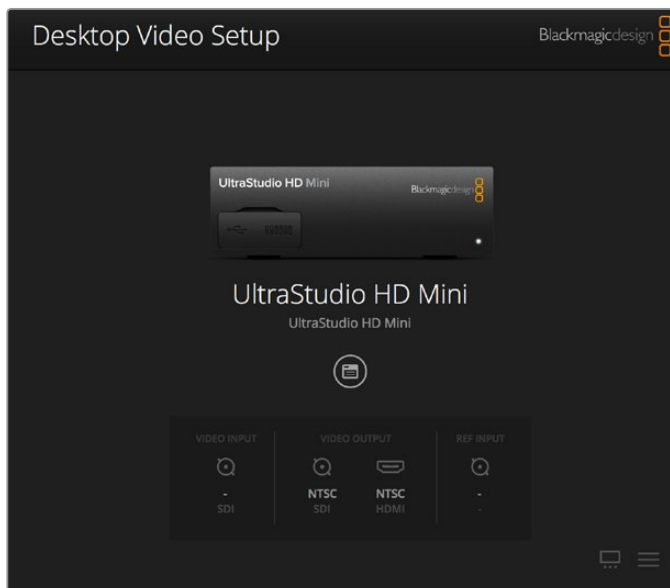 Desktop Video Setup
Blackmagicdesign
UltraStudio HD Mini
Blackmagicdesign
UltraStudio HD Mini
UltraStudio HD Mini
VIDEO INPUT VIDEO OUTPUT REF INPUT
- NTSC NTSC -
SDI SDI HDMI -